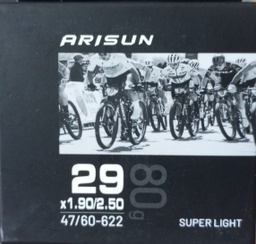 ARISUN
29
80g
x1.90/2.50
47/60-622
SUPER LIGHT